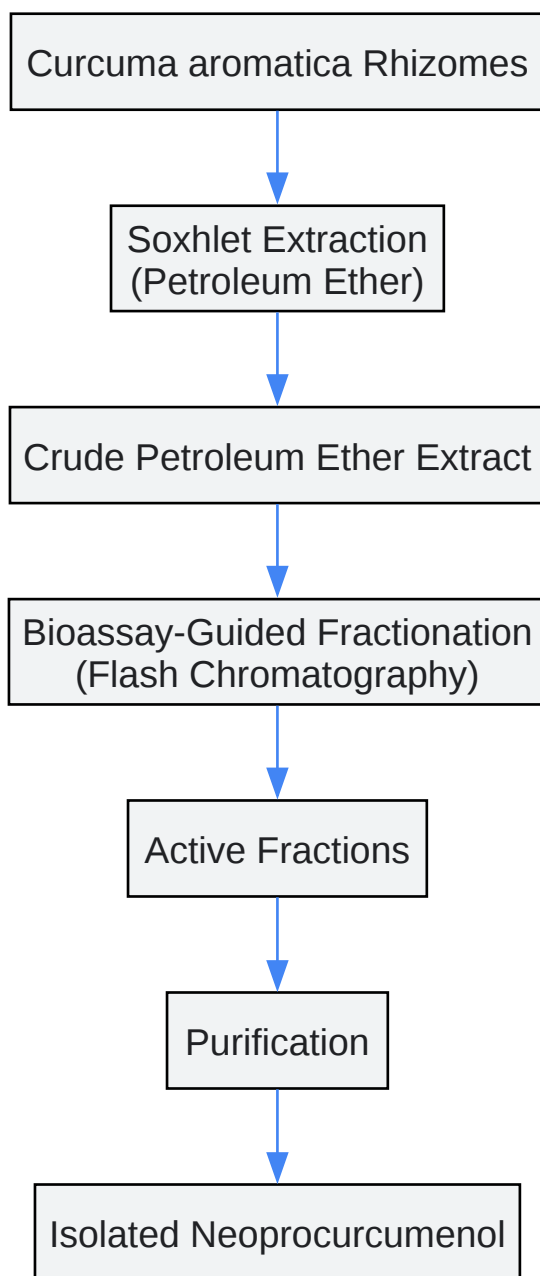 Curcuma aromatica Rhizomes
Soxhlet Extraction
(Petroleum Ether)
Crude Petroleum Ether Extract
Bioassay-Guided Fractionation
(Flash Chromatography)
Active Fractions
Purification
Isolated Neoprocurcumenol